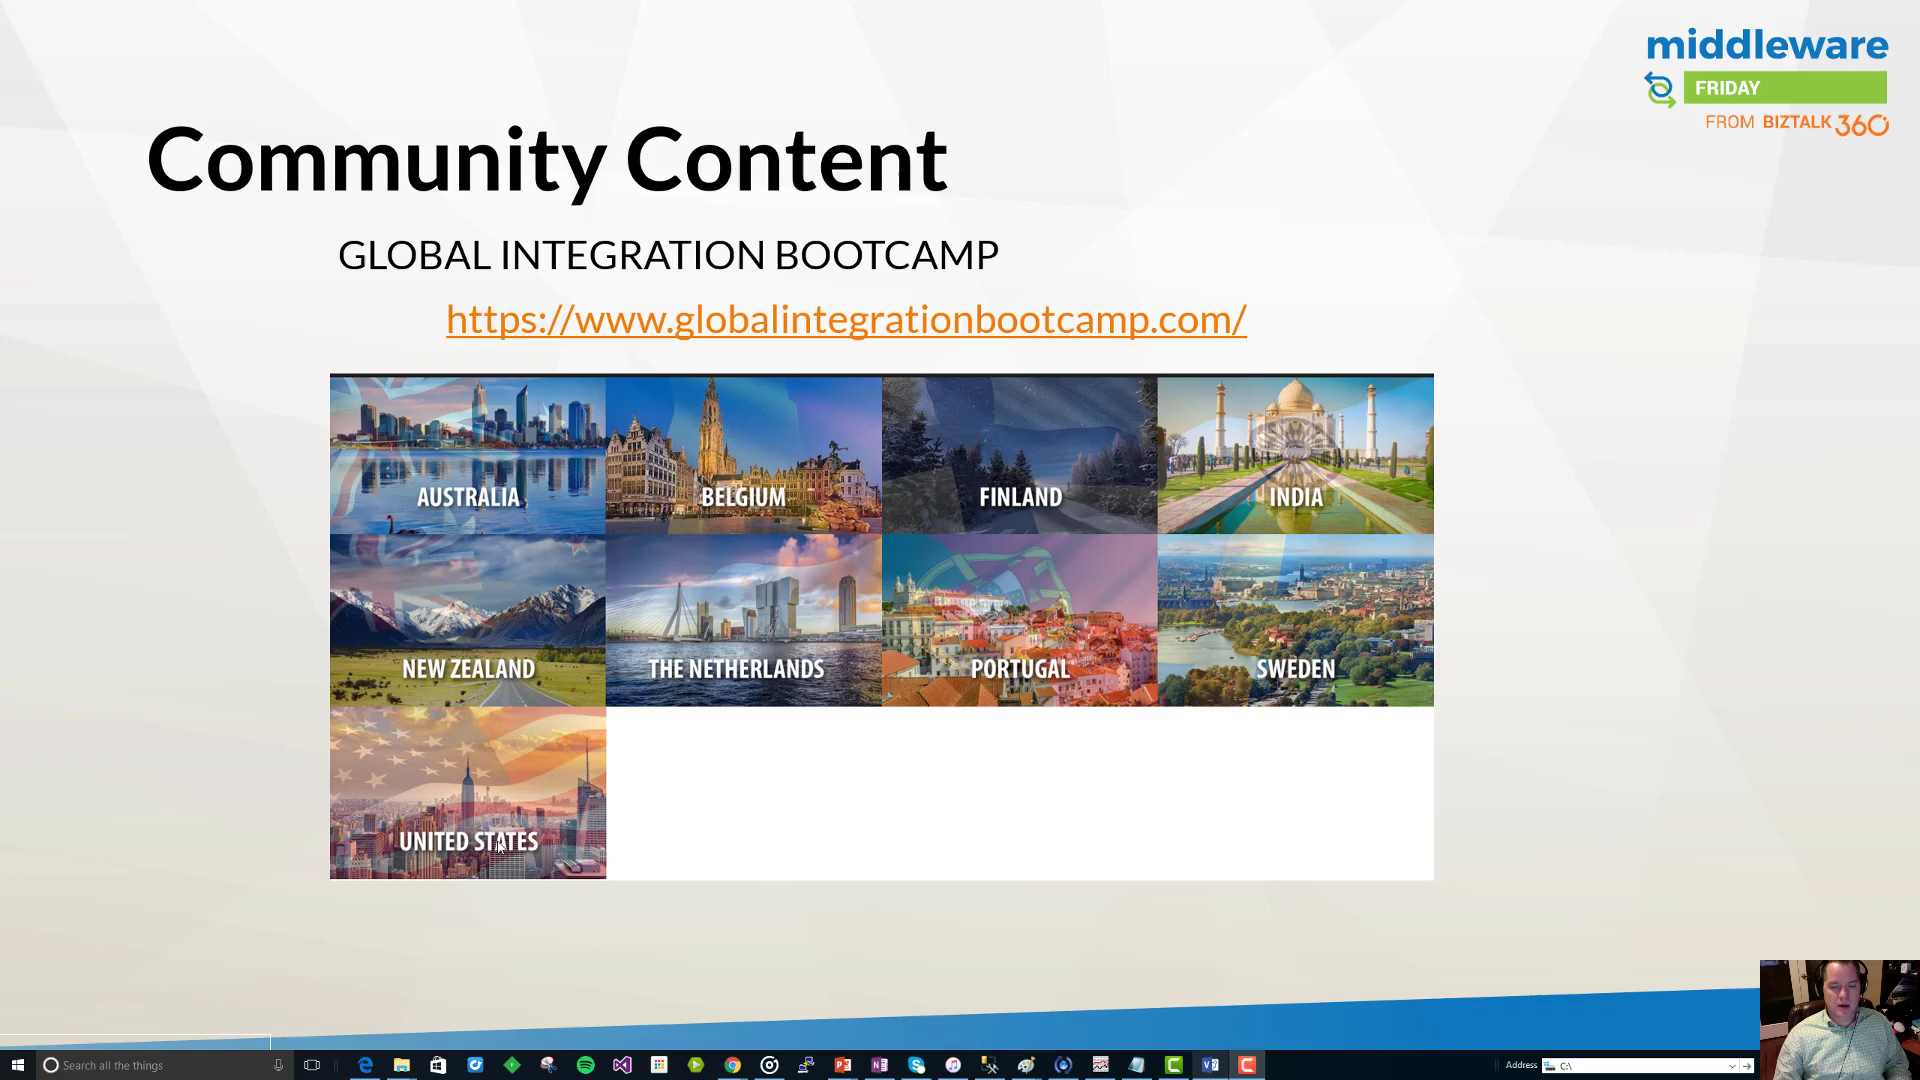 middleware
FRIDAY
FROM BIZTALK 360
Community Content
GLOBAL INTEGRATION BOOTCAMP
https://www.globalintegrationbootcamp.com/
AUSTRALIA
BELGIUM
FINLAND
INDIA
NEW ZEALAND
THE NETHERLANDS
PORTUGAL
SWEDEN
UNITED STATES
Search all the things
Address
C:\